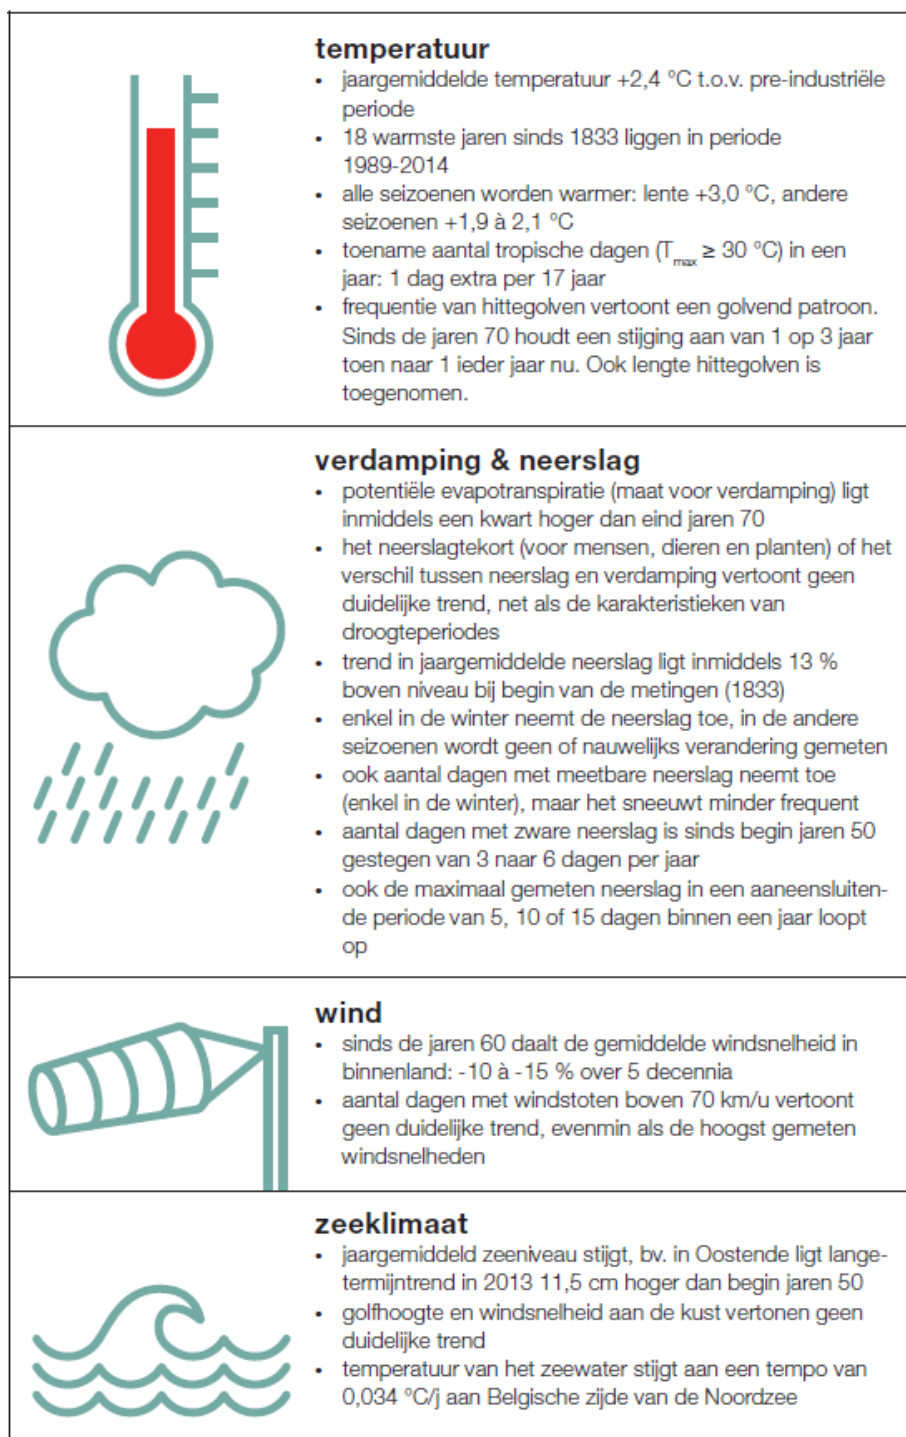 temperatuur
• jaargemiddelde temperatuur +2,4 °C t.o.v. pre-industriële
periode
• 18 warmste jaren sinds 1833 liggen in periode
1989-2014
• alle seizoenen worden warmer: lente +3,0 °C, andere
seizoenen +1,9 à 2,1 °C
• toename aantal tropische dagen (Tmax ≥ 30 °C) in een
jaar: 1 dag extra per 17 jaar
• frequentie van hittegolven vertoont een golvend patroon.
Sinds de jaren 70 houdt een stijging aan van 1 op 3 jaar
toen naar 1 ieder jaar nu. Ook lengte hittegolven is
toegenomen.
verdamping & neerslag
• potentiële evapotranspiratie (maat voor verdamping) ligt
inmiddels een kwart hoger dan eind jaren 70
• het neerslagtekort (voor mensen, dieren en planten) of het
verschil tussen neerslag en verdamping vertoont geen
duidelijke trend, net als de karakteristieken van
droogteperiodes
• trend in jaargemiddelde neerslag ligt inmiddels 13 %
boven niveau bij begin van de metingen (1833)
• enkel in de winter neemt de neerslag toe, in de andere
seizoenen wordt geen of nauwelijks verandering gemeten
• ook aantal dagen met meetbare neerslag neemt toe
(enkel in de winter), maar het sneeuwt minder frequent
• aantal dagen met zware neerslag is sinds begin jaren 50
gestegen van 3 naar 6 dagen per jaar
• ook de maximaal gemeten neerslag in een aaneensluiten-
de periode van 5, 10 of 15 dagen binnen een jaar loopt
op
wind
• sinds de jaren 60 daalt de gemiddelde windsnelheid in
binnenland: -10 à -15 % over 5 decennia
• aantal dagen met windstoten boven 70 km/u vertoont
geen duidelijke trend, evenmin als de hoogst gemeten
windsnelheden
zeeklimaat
• jaargemiddeld zeeniveau stijgt, bv. in Oostende ligt lange-
termijntrend in 2013 11,5 cm hoger dan begin jaren 50
• golfhoogte en windsnelheid aan de kust vertonen geen
duidelijke trend
• temperatuur van het zeewater stijgt aan een tempo van
0,034 °C/j aan Belgische zijde van de Noordzee